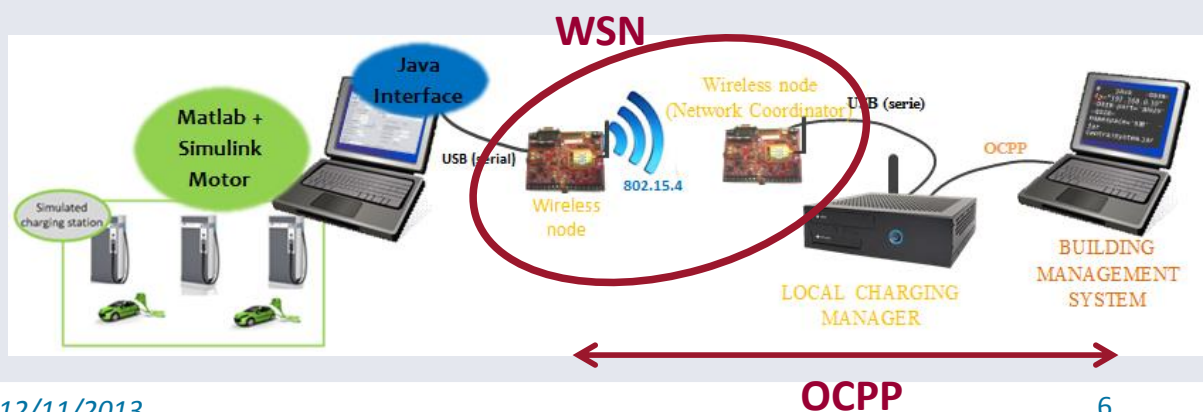 WSN
Java
Interface
Matlab +
Simulink
Motor
Simulated
charging station
USB (serial)
Wireless
node
802.15.4
Wireless node
(Network Coordinator)
USB (serie)
OCPP
LOCAL CHARGING
MANAGER
BUILDING
MANAGEMENT
SYSTEM
OCPP
12/11/2013
6